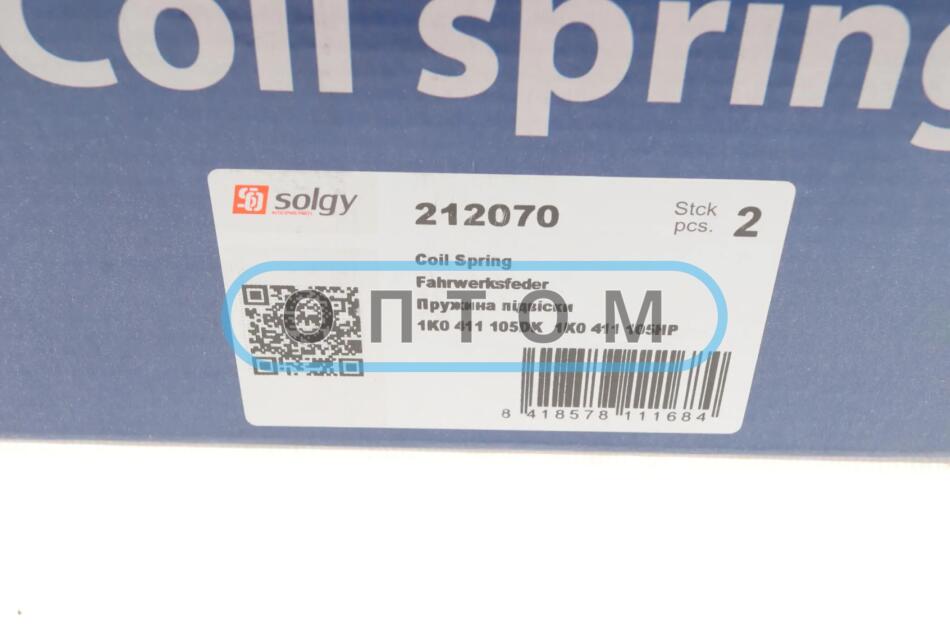 Coil spring
solgy
212070
Stck
pcs. 2
Coil Spring
Fahrwerksfeder
Пружина підвіски
1K0 411 105DK 1K0 411 105HP
ОПТОМ
8 418578 111684